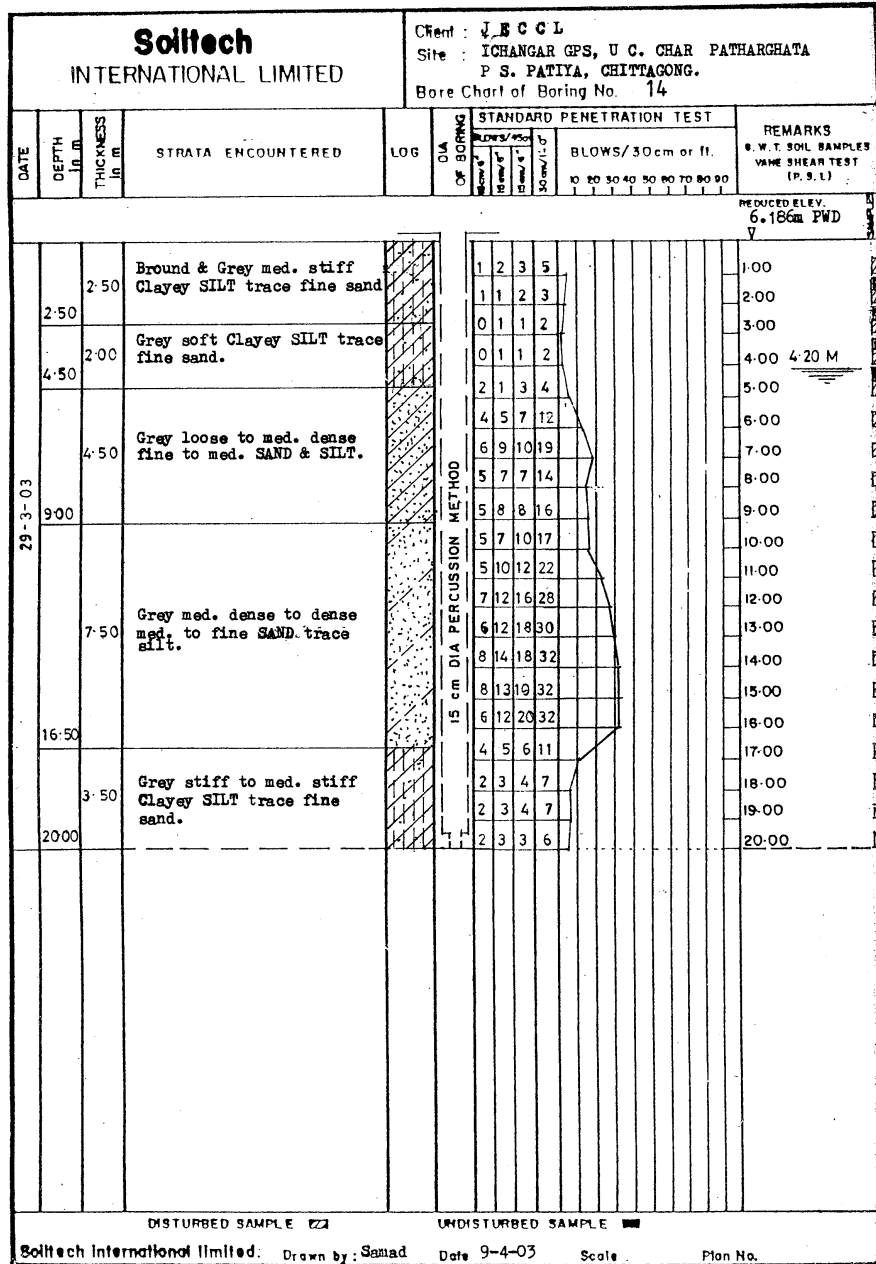 Soiltech
INTERNATIONAL LIMITED
Client : J E C C L
Site : ICHANGAR GPS, U C. CHAR PATHARGHATA
P S. PATIYA, CHITTAGONG.
Bore Chart of Boring No. 14
DATE
DEPTH in m
THICKNESS in m
STRATA ENCOUNTERED
LOG
DIA OF BORING
STANDARD PENETRATION TEST
BLOWS/30cm or ft.
10 20 30 40 50 60 70 80 90
REMARKS
G. W. T. SOIL SAMPLES
VANE SHEAR TEST
(P. S. I.)
REDUCED ELEV.
6.186m PWD
29-3-03
15 cm DIA PERCUSSION METHOD
2·50 2·50 Bround & Grey med. stiff
Clayey SILT trace fine sand
4·50 2·00 Grey soft Clayey SILT trace
fine sand.
9·00 4·50 Grey loose to med. dense
fine to med. SAND & SILT.
16·50 7·50 Grey med. dense to dense
med. to fine SAND trace
silt.
20·00 3·50 Grey stiff to med. stiff
Clayey SILT trace fine
sand.
1 2 3 5 1·00
1 1 2 3 2·00
0 1 1 2 3·00
0 1 1 2 4·00 4·20 M
2 1 3 4 5·00
4 5 7 12 6·00
6 9 10 19 7·00
5 7 7 14 8·00
5 8 8 16 9·00
5 7 10 17 10·00
5 10 12 22 11·00
7 12 16 28 12·00
6 12 18 30 13·00
8 14 18 32 14·00
8 13 19 32 15·00
6 12 20 32 16·00
4 5 6 11 17·00
2 3 4 7 18·00
2 3 4 7 19·00
2 3 3 6 20·00
DISTURBED SAMPLE UNDISTURBED SAMPLE
Soiltech International limited. Drawn by : Samad Date 9-4-03 Scale . Plan No.